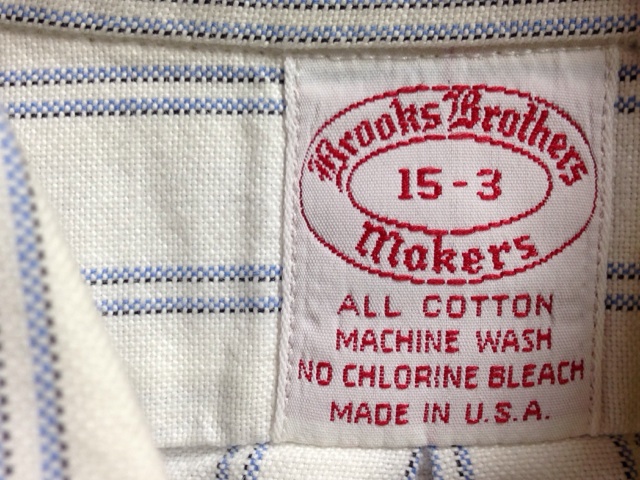 Brooks Brothers
15-3
Makers
ALL COTTON
MACHINE WASH
NO CHLORINE BLEACH
MADE IN U.S.A.